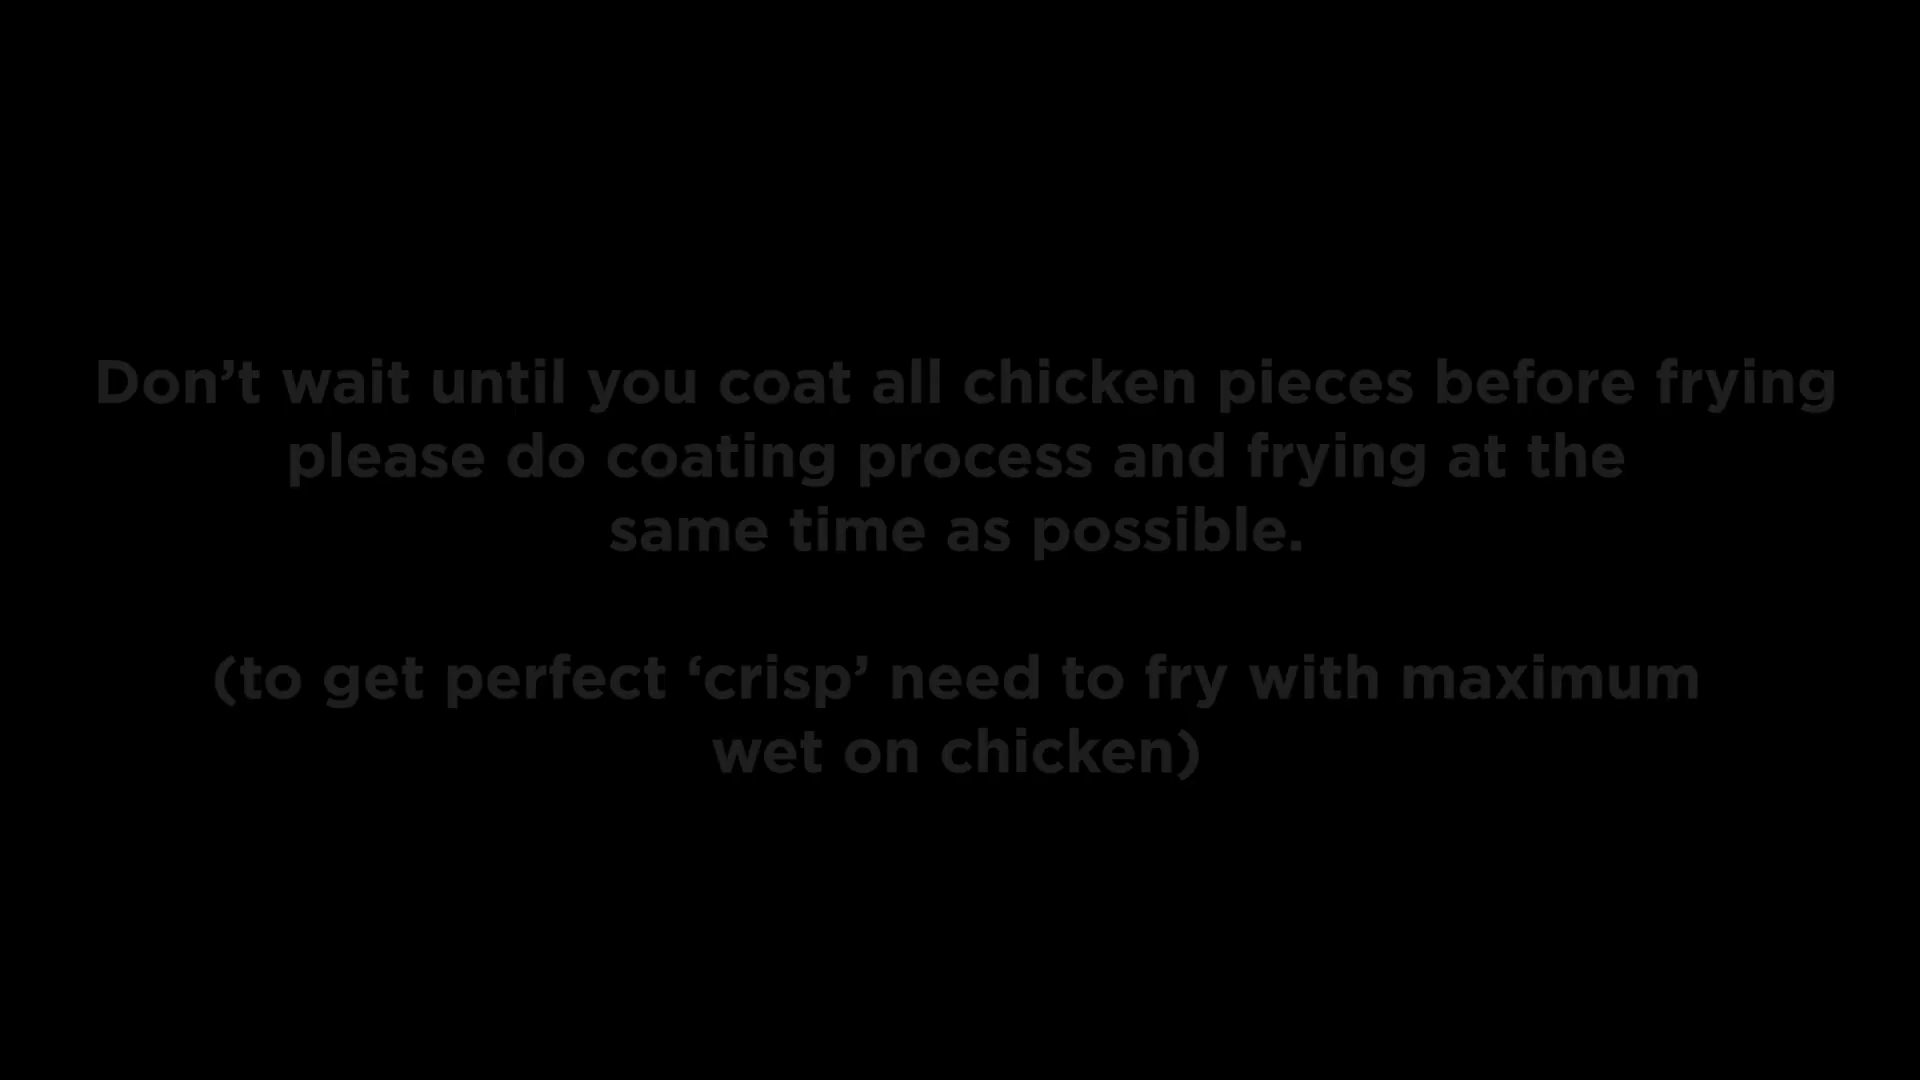 Don’t wait until you coat all chicken pieces before frying
please do coating process and frying at the
same time as possible.
(to get perfect ‘crisp’ need to fry with maximum
wet on chicken)